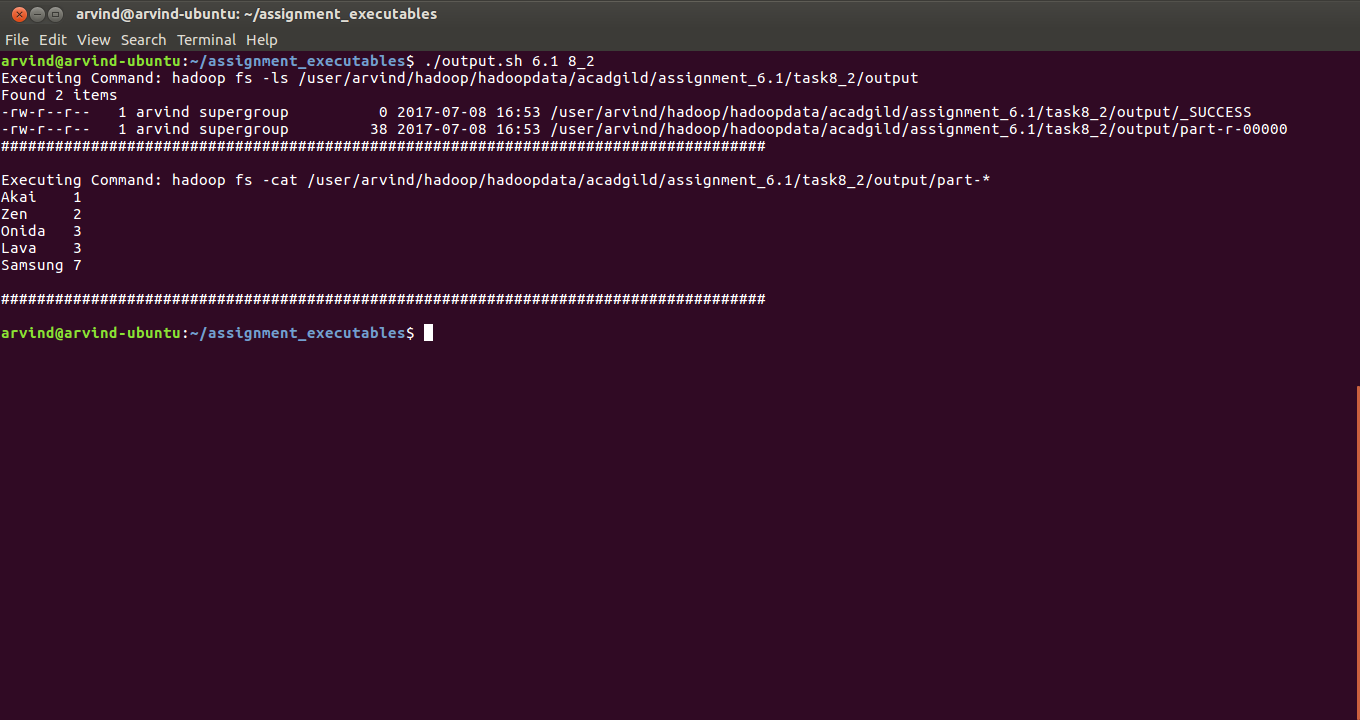 arvind@arvind-ubuntu: ~/assignment_executables
File Edit View Search Terminal Help
arvind@arvind-ubuntu:~/assignment_executables$ ./output.sh 6.1 8_2
Executing Command: hadoop fs -ls /user/arvind/hadoop/hadoopdata/acadgild/assignment_6.1/task8_2/output
Found 2 items
-rw-r--r--   1 arvind supergroup          0 2017-07-08 16:53 /user/arvind/hadoop/hadoopdata/acadgild/assignment_6.1/task8_2/output/_SUCCESS
-rw-r--r--   1 arvind supergroup         38 2017-07-08 16:53 /user/arvind/hadoop/hadoopdata/acadgild/assignment_6.1/task8_2/output/part-r-00000
#####################################################################################
Executing Command: hadoop fs -cat /user/arvind/hadoop/hadoopdata/acadgild/assignment_6.1/task8_2/output/part-*
Akai    1
Zen     2
Onida   3
Lava    3
Samsung 7
#####################################################################################
arvind@arvind-ubuntu:~/assignment_executables$